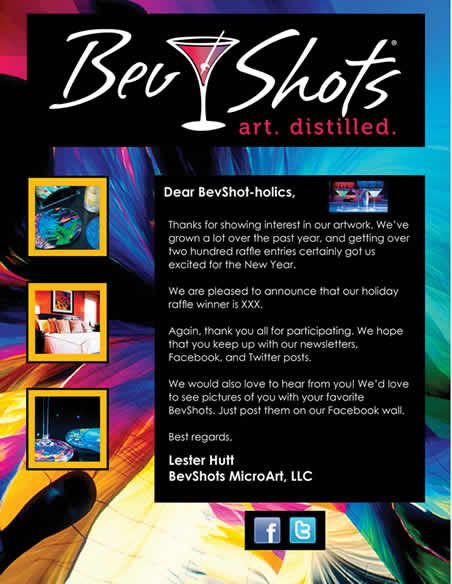 Bev Shots®
art. distilled.
Dear BevShot-holics,
Thanks for showing interest in our artwork. We've
grown a lot over the past year, and getting over
two hundred raffle entries certainly got us
excited for the New Year.
We are pleased to announce that our holiday
raffle winner is XXX.
Again, thank you all for participating. We hope
that you keep up with our newsletters,
Facebook, and Twitter posts.
We would also love to hear from you! We'd love
to see pictures of you with your favorite
BevShots. Just post them on our Facebook wall.
Best regards,
Lester Hutt
BevShots MicroArt, LLC
f t